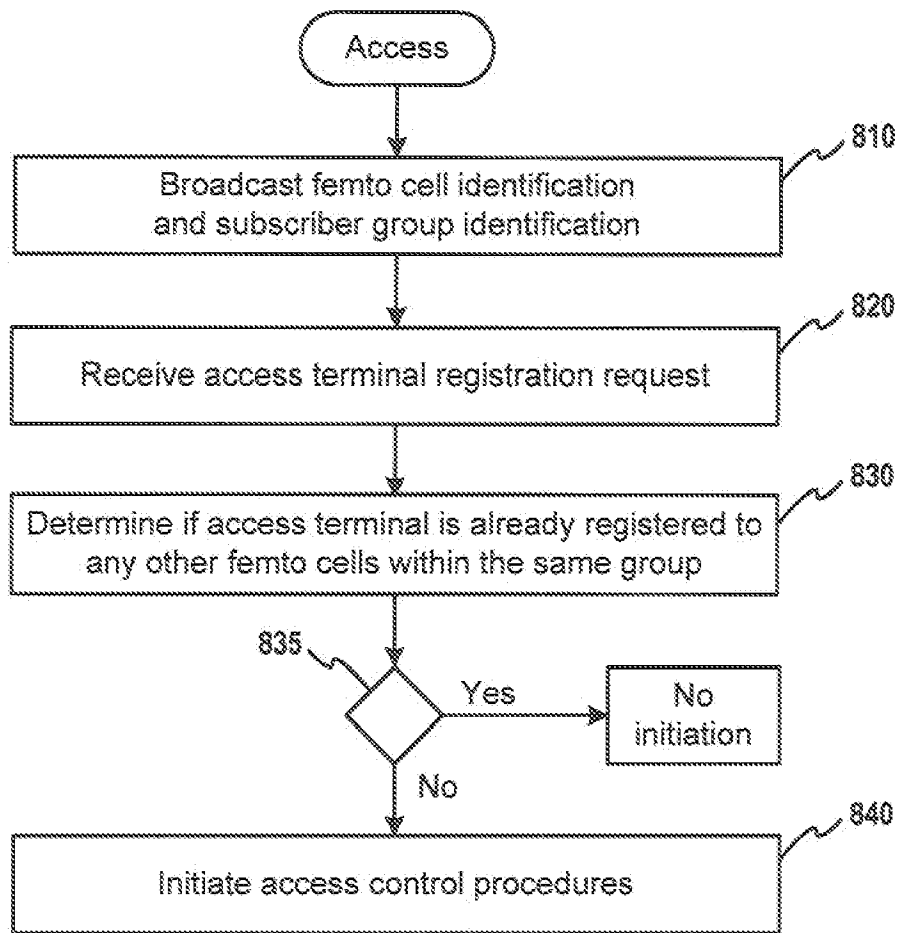 Access
810
Broadcast femto cell identification
and subscriber group identification
820
Receive access terminal registration request
830
Determine if access terminal is already registered to
any other femto cells within the same group
835
Yes
No
initiation
No
840
Initiate access control procedures